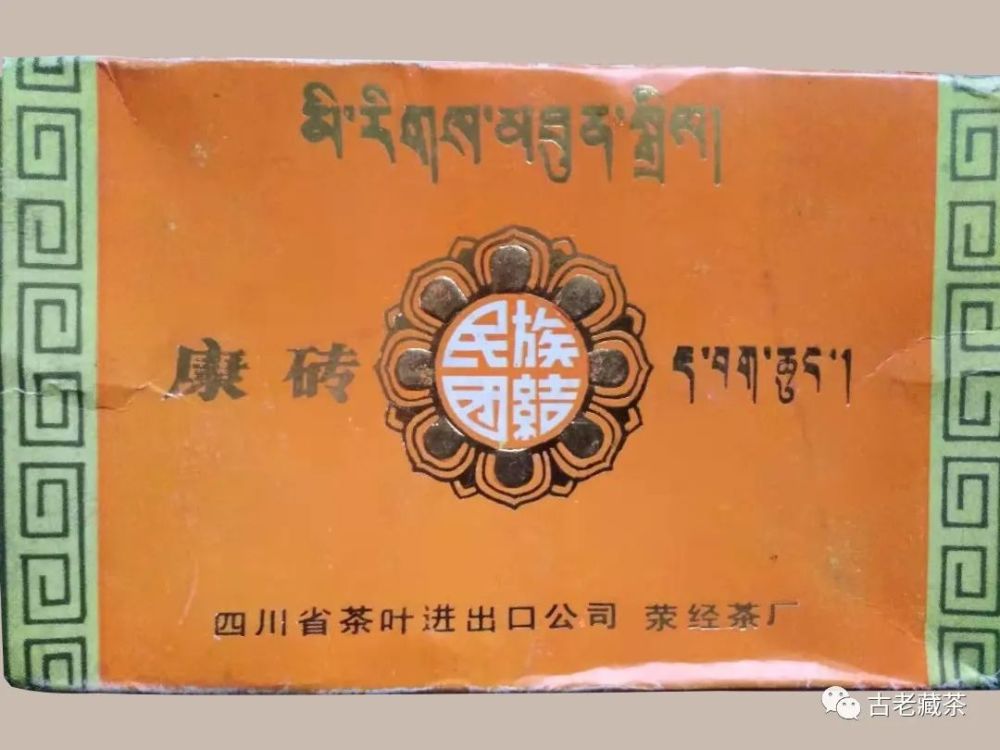 མི་རིགས་མཐུན་སྒྲིལ།
康砖
民族
团結
ཇ་བག་ཆུང་།
四川省茶叶进出口公司 荥经茶厂
古老藏茶